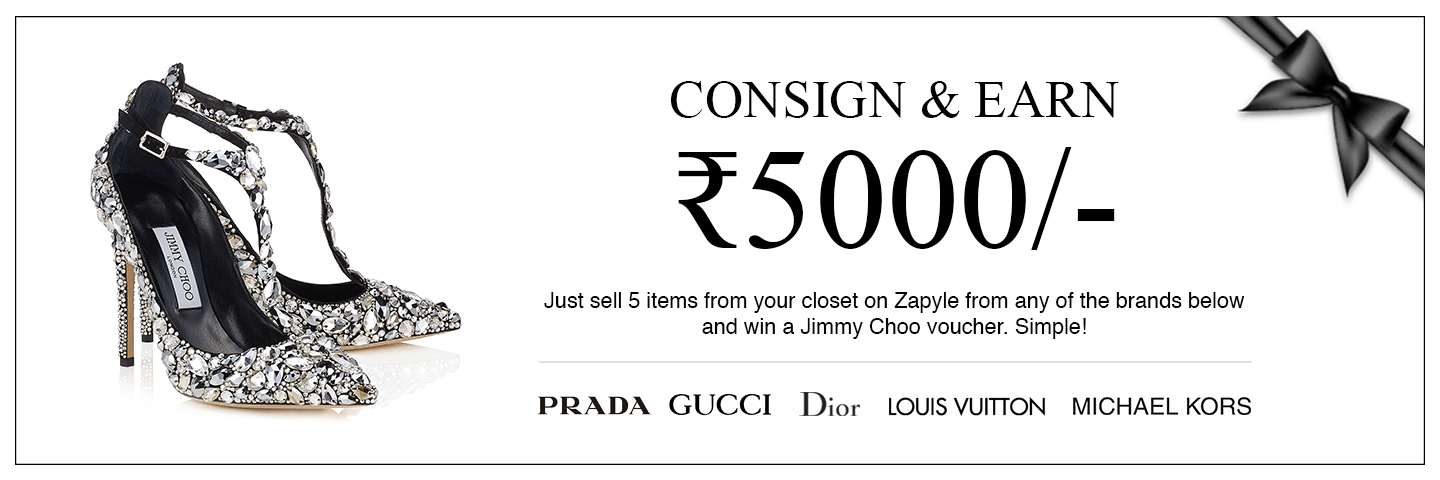 JIMMY CHOO
LONDON
CONSIGN & EARN
₹5000/-
Just sell 5 items from your closet on Zapyle from any of the brands below
and win a Jimmy Choo voucher. Simple!
PRADA GUCCI Dior LOUIS VUITTON MICHAEL KORS